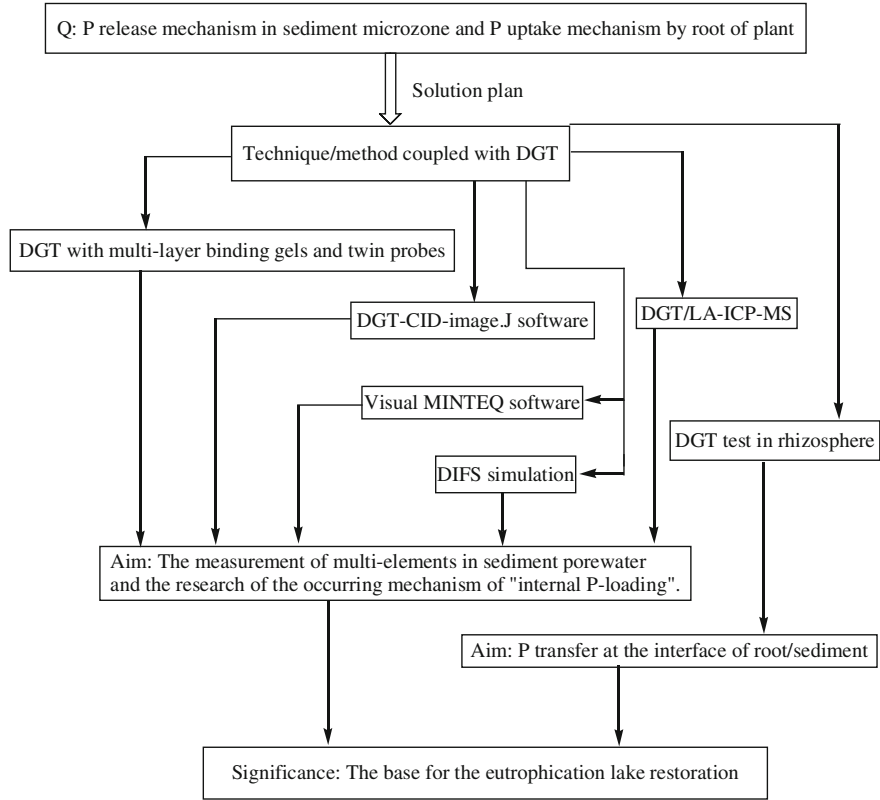 Q: P release mechanism in sediment microzone and P uptake mechanism by root of plant
Solution plan
Technique/method coupled with DGT
DGT with multi-layer binding gels and twin probes
DGT-CID-image.J software
DGT/LA-ICP-MS
Visual MINTEQ software
DGT test in rhizosphere
DIFS simulation
Aim: The measurement of multi-elements in sediment porewater
and the research of the occurring mechanism of "internal P-loading".
Aim: P transfer at the interface of root/sediment
Significance: The base for the eutrophication lake restoration